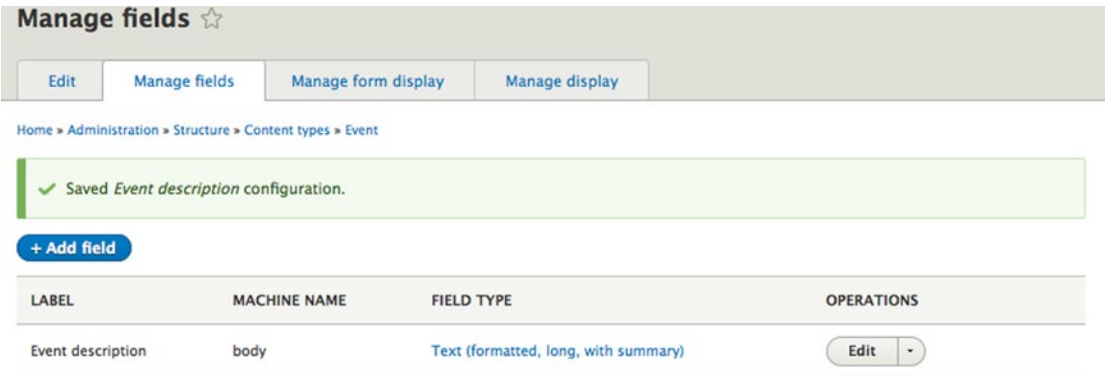 Manage fields
Edit Manage fields Manage form display Manage display
Home » Administration » Structure » Content types » Event
Saved Event description configuration.
+ Add field
LABEL MACHINE NAME FIELD TYPE OPERATIONS
Event description body Text (formatted, long, with summary) Edit